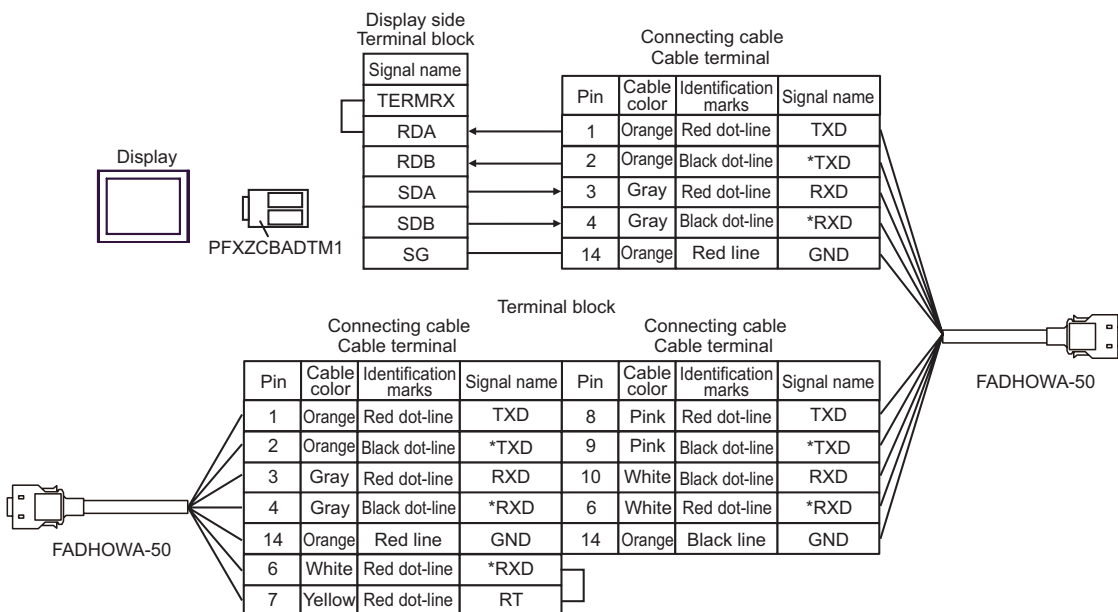 Display side
Terminal block
Signal name
TERMRX
RDA
RDB
SDA
SDB
SG
Display
PFXZCBADTM1
Connecting cable
Cable terminal
Pin Cable color Identification marks Signal name
1 Orange Red dot-line TXD
2 Orange Black dot-line *TXD
3 Gray Red dot-line RXD
4 Gray Black dot-line *RXD
14 Orange Red line GND
FADHOWA-50
Terminal block
Connecting cable
Cable terminal
Connecting cable
Cable terminal
Pin Cable color Identification marks Signal name Pin Cable color Identification marks Signal name
1 Orange Red dot-line TXD 8 Pink Red dot-line TXD
2 Orange Black dot-line *TXD 9 Pink Black dot-line *TXD
3 Gray Red dot-line RXD 10 White Black dot-line RXD
4 Gray Black dot-line *RXD 6 White Red dot-line *RXD
14 Orange Red line GND 14 Orange Black line GND
6 White Red dot-line *RXD
7 Yellow Red dot-line RT
FADHOWA-50